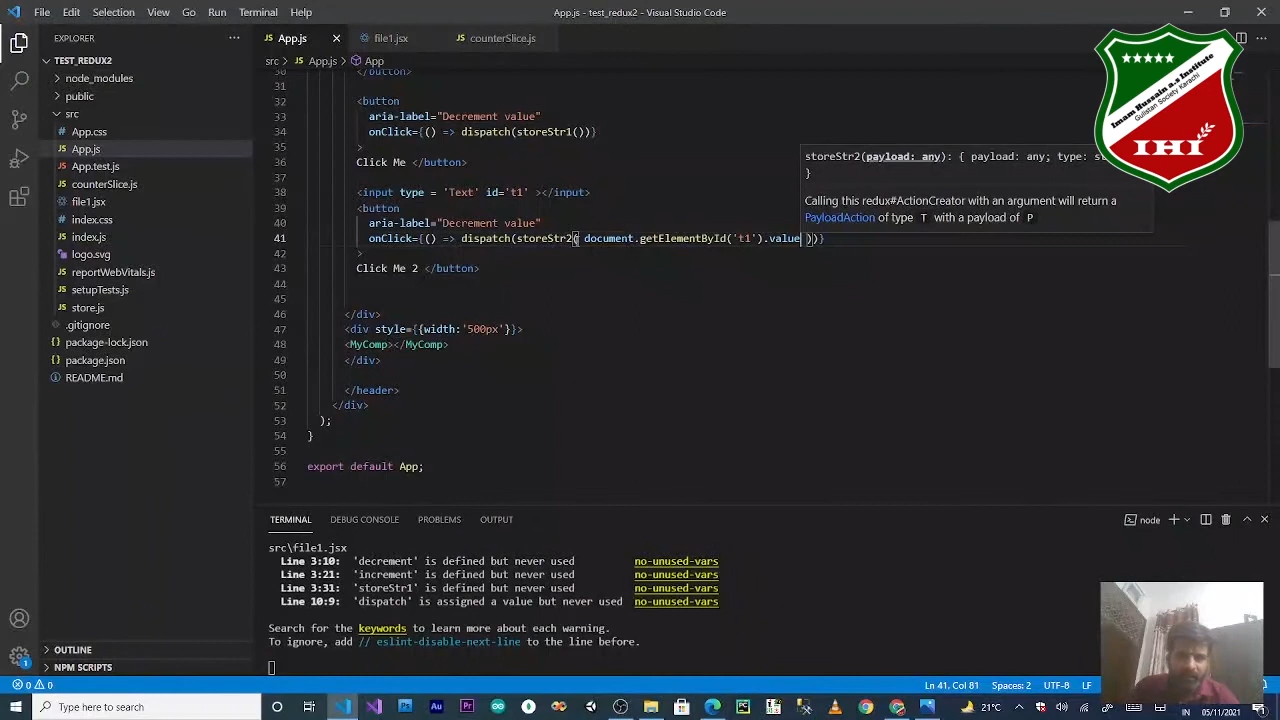 File Edit Selection View Go Run Terminal Help App.js - test_redux2 - Visual Studio Code
EXPLORER
TEST_REDUX2
node_modules
public
src
App.css
App.js
App.test.js
counterSlice.js
file1.jsx
index.css
index.js
logo.svg
reportWebVitals.js
setupTests.js
store.js
.gitignore
package-lock.json
package.json
README.md
OUTLINE
NPM SCRIPTS
App.js file1.jsx counterSlice.js
src > App.js > App
</button>
31
32 <button
33 aria-label="Decrement value"
34 onClick={() => dispatch(storeStr1())}
35 >
36 Click Me </button>
37
38 <input type = 'Text' id='t1' ></input>
39 <button
40 aria-label="Decrement value"
41 onClick={() => dispatch(storeStr2( document.getElementById('t1').value ))}
42 >
43 Click Me 2 </button>
44
45
46 </div>
47 <div style={{width:'500px'}}>
48 <MyComp></MyComp>
49 </div>
50
51 </header>
52 </div>
53 );
54 }
55
56 export default App;
57
storeStr2(payload: any): { payload: any; type: st
}
Calling this redux#ActionCreator with an argument will return a
PayloadAction of type T with a payload of P
Imam Hussain a.s Institute
Gulistan Society Karachi
IHI
TERMINAL DEBUG CONSOLE PROBLEMS OUTPUT
node
src\file1.jsx
Line 3:10: 'decrement' is defined but never used no-unused-vars
Line 3:21: 'increment' is defined but never used no-unused-vars
Line 3:31: 'storeStr1' is defined but never used no-unused-vars
Line 10:9: 'dispatch' is assigned a value but never used no-unused-vars
Search for the keywords to learn more about each warning.
To ignore, add // eslint-disable-next-line to the line before.
1
0 0 Ln 41, Col 81 Spaces: 2 UTF-8 LF
Type here to search
21°C IN 05/11/2021